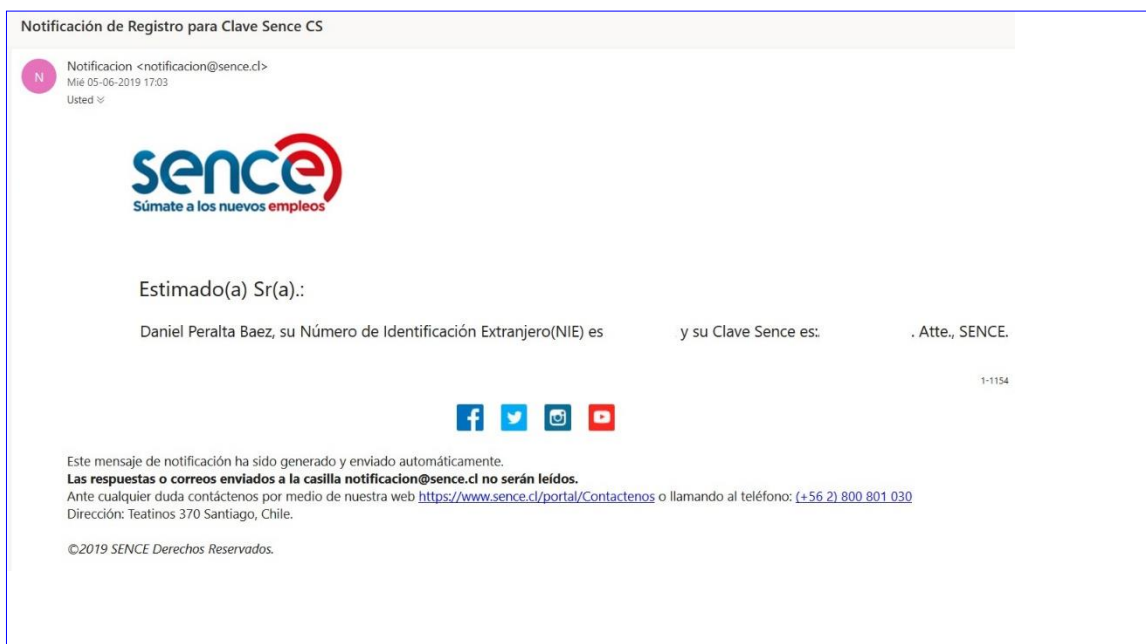 Notificación de Registro para Clave Sence CS
N
Notificacion <notificacion@sence.cl>
Mié 05-06-2019 17:03
Usted
sence
Súmate a los nuevos empleos
Estimado(a) Sr(a).:
Daniel Peralta Baez, su Número de Identificación Extranjero(NIE) es y su Clave Sence es:. . Atte., SENCE.
1-1154
Este mensaje de notificación ha sido generado y enviado automáticamente.
Las respuestas o correos enviados a la casilla notificacion@sence.cl no serán leídos.
Ante cualquier duda contáctenos por medio de nuestra web https://www.sence.cl/portal/Contactenos o llamando al teléfono: (+56 2) 800 801 030
Dirección: Teatinos 370 Santiago, Chile.
©2019 SENCE Derechos Reservados.